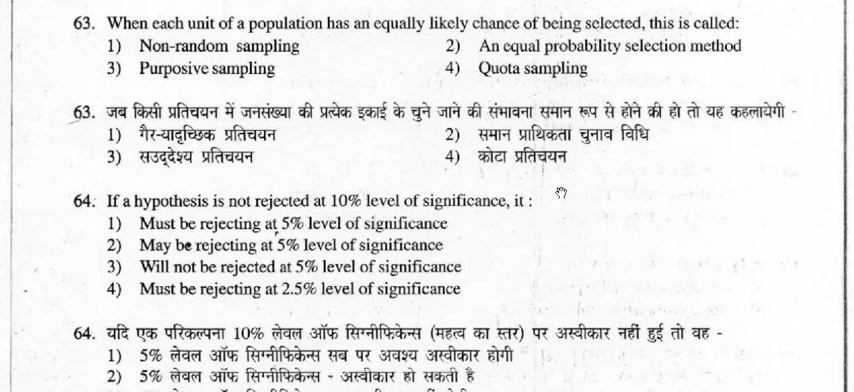 63. When each unit of a population has an equally likely chance of being selected, this is called:
1) Non-random sampling 2) An equal probability selection method
3) Purposive sampling 4) Quota sampling
63. जब किसी प्रतिचयन में जनसंख्या की प्रत्येक इकाई के चुने जाने की संभावना समान रूप से होने की हो तो यह कहलायेगी -
1) गैर-यादृच्छिक प्रतिचयन 2) समान प्राथिकता चुनाव विधि
3) सउद्देश्य प्रतिचयन 4) कोटा प्रतिचयन
64. If a hypothesis is not rejected at 10% level of significance, it :
1) Must be rejecting at 5% level of significance
2) May be rejecting at 5% level of significance
3) Will not be rejected at 5% level of significance
4) Must be rejecting at 2.5% level of significance
64. यदि एक परिकल्पना 10% लेवल ऑफ सिग्नीफिकेन्स (महत्व का स्तर) पर अस्वीकार नहीं हुई तो वह -
1) 5% लेवल ऑफ सिग्नीफिकेन्स सब पर अवश्य अस्वीकार होगी
2) 5% लेवल ऑफ सिग्नीफिकेन्स - अस्वीकार हो सकती है